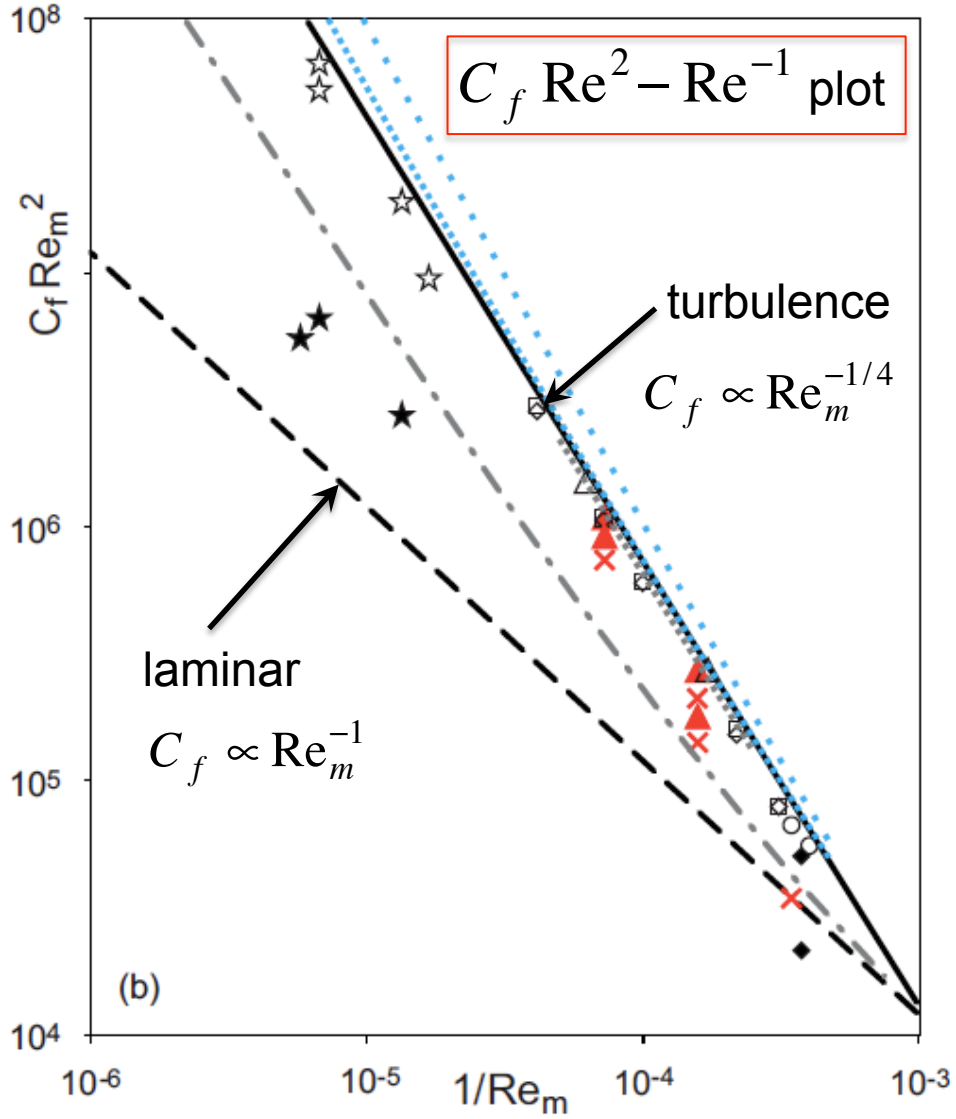 C_f Re² – Re⁻¹ plot
10⁸
C_f Re_m²
turbulence
C_f ∝ Re_m^{-1/4}
10⁶
laminar
C_f ∝ Re_m^{-1}
10⁵
(b)
10⁴
10⁻⁶ 10⁻⁵ 10⁻⁴ 10⁻³
1/Re_m